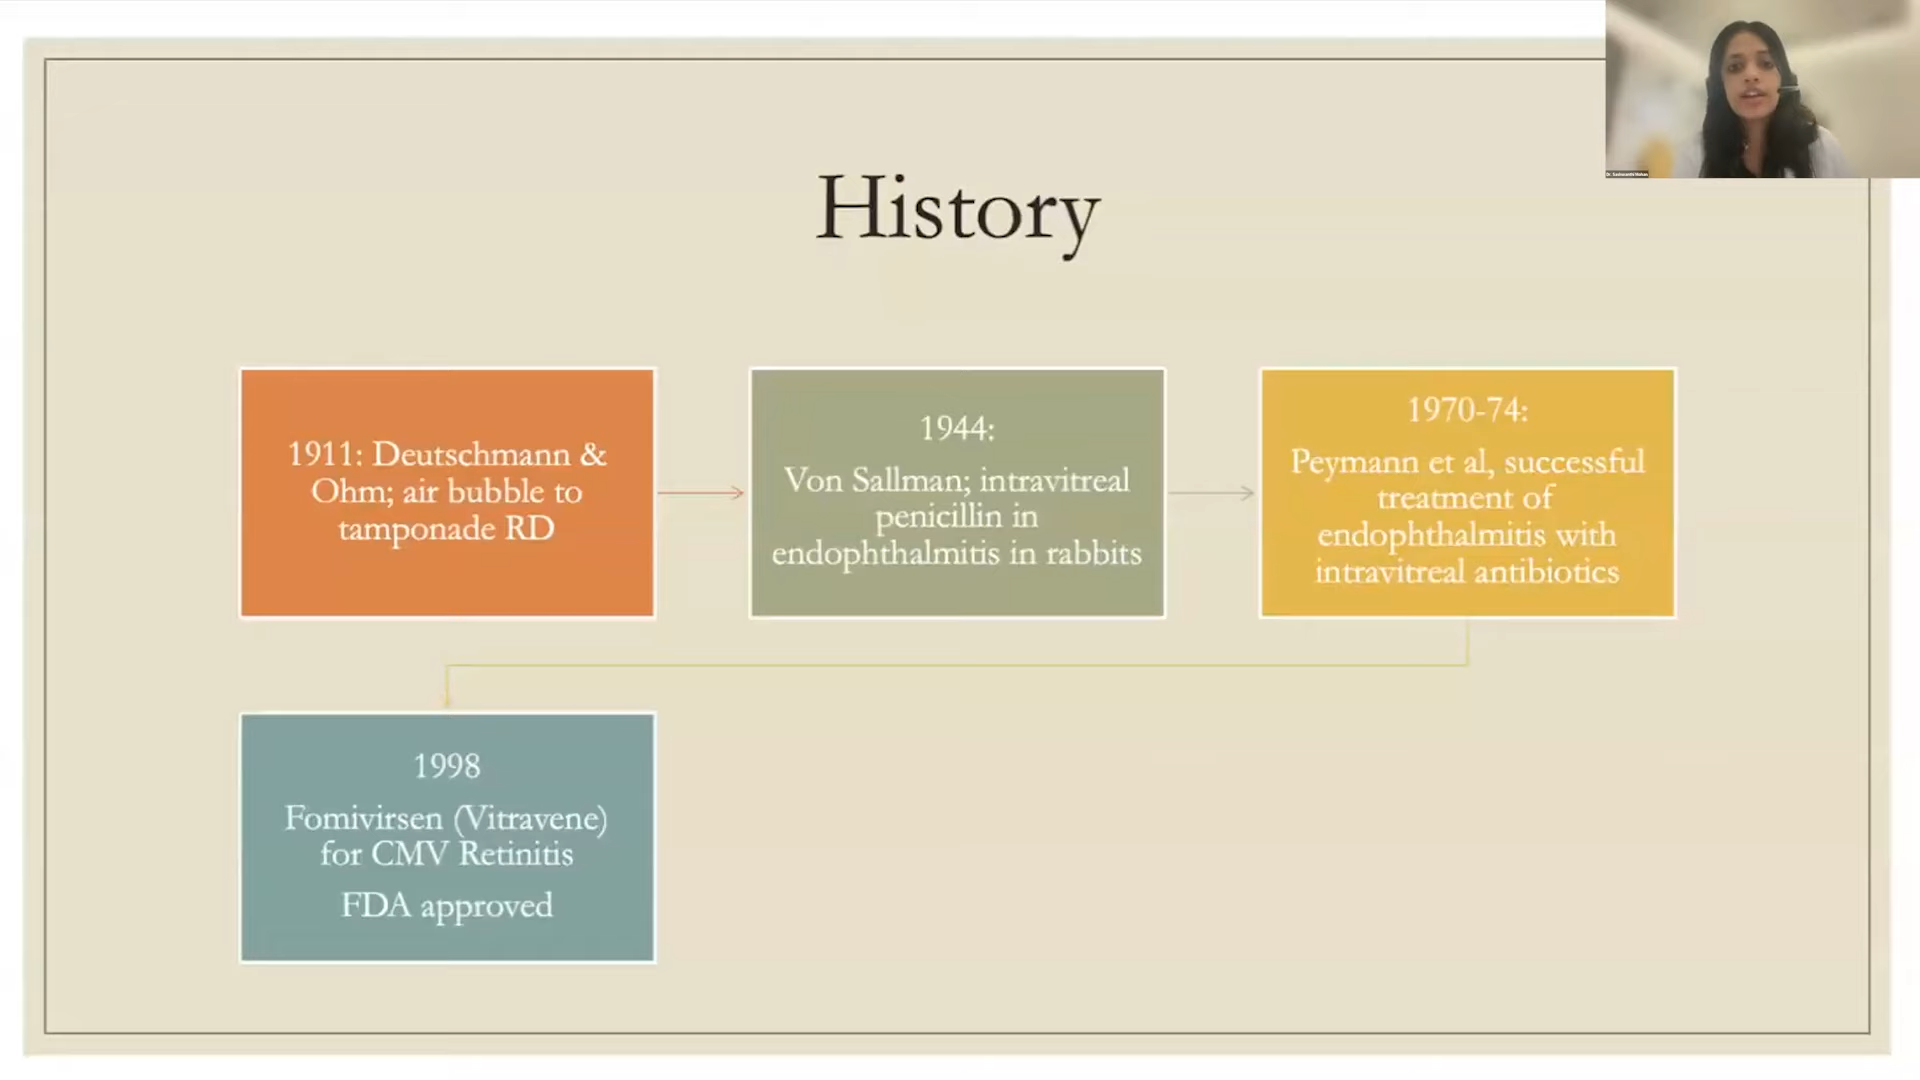 History
1911: Deutschmann &
Ohm; air bubble to
tamponade RD
1944:
Von Sallman; intravitreal
penicillin in
endophthalmitis in rabbits
1970-74:
Peymann et al, successful
treatment of
endophthalmitis with
intravitreal antibiotics
1998
Fomivirsen (Vitravene)
for CMV Retinitis
FDA approved